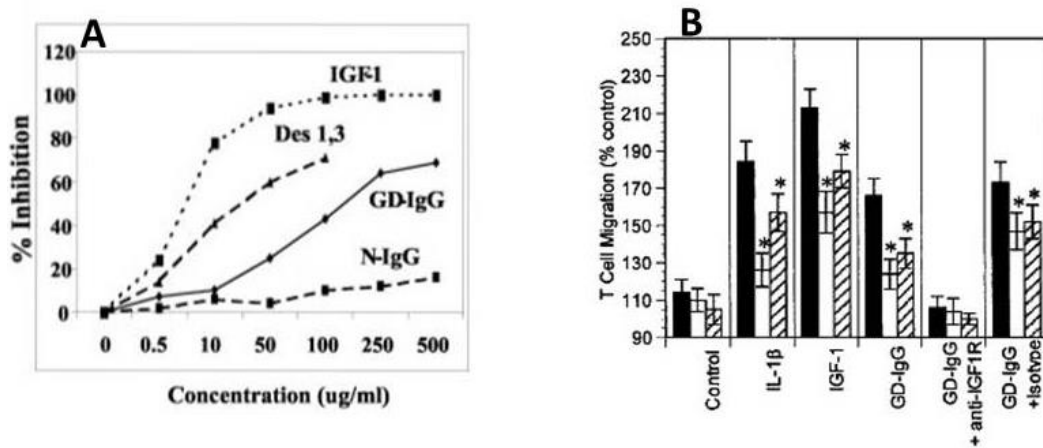 A
120
100
80
60
40
20
0
% Inhibition
IGF-1
Des 1,3
GD-IgG
N-IgG
0 0.5 10 50 100 250 500
Concentration (ug/ml)
B
250
230
210
190
170
150
130
110
90
T Cell Migration (% control)
* * * * * * * *
Control
IL-1β
IGF-1
GD-IgG
GD-IgG
+ anti-IGF1R
GD-IgG
+Isotype